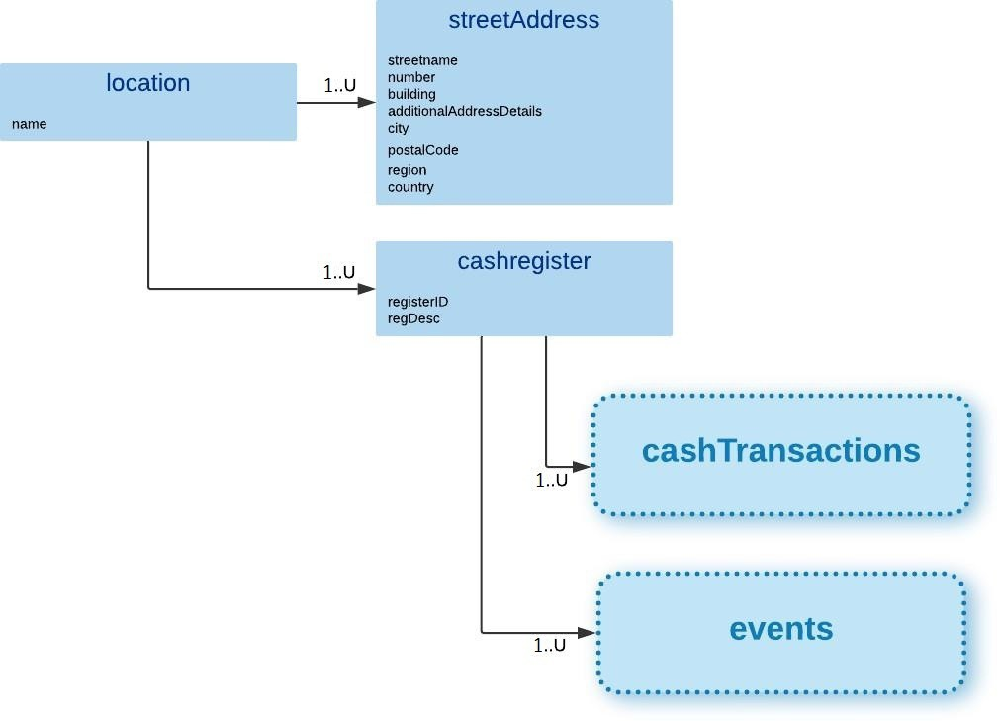 streetAddress
streetname
number
building
additionalAddressDetails
city
postalCode
region
country
location
name
1..U
1..U
cashregister
registerID
regDesc
cashTransactions
1..U
events
1..U